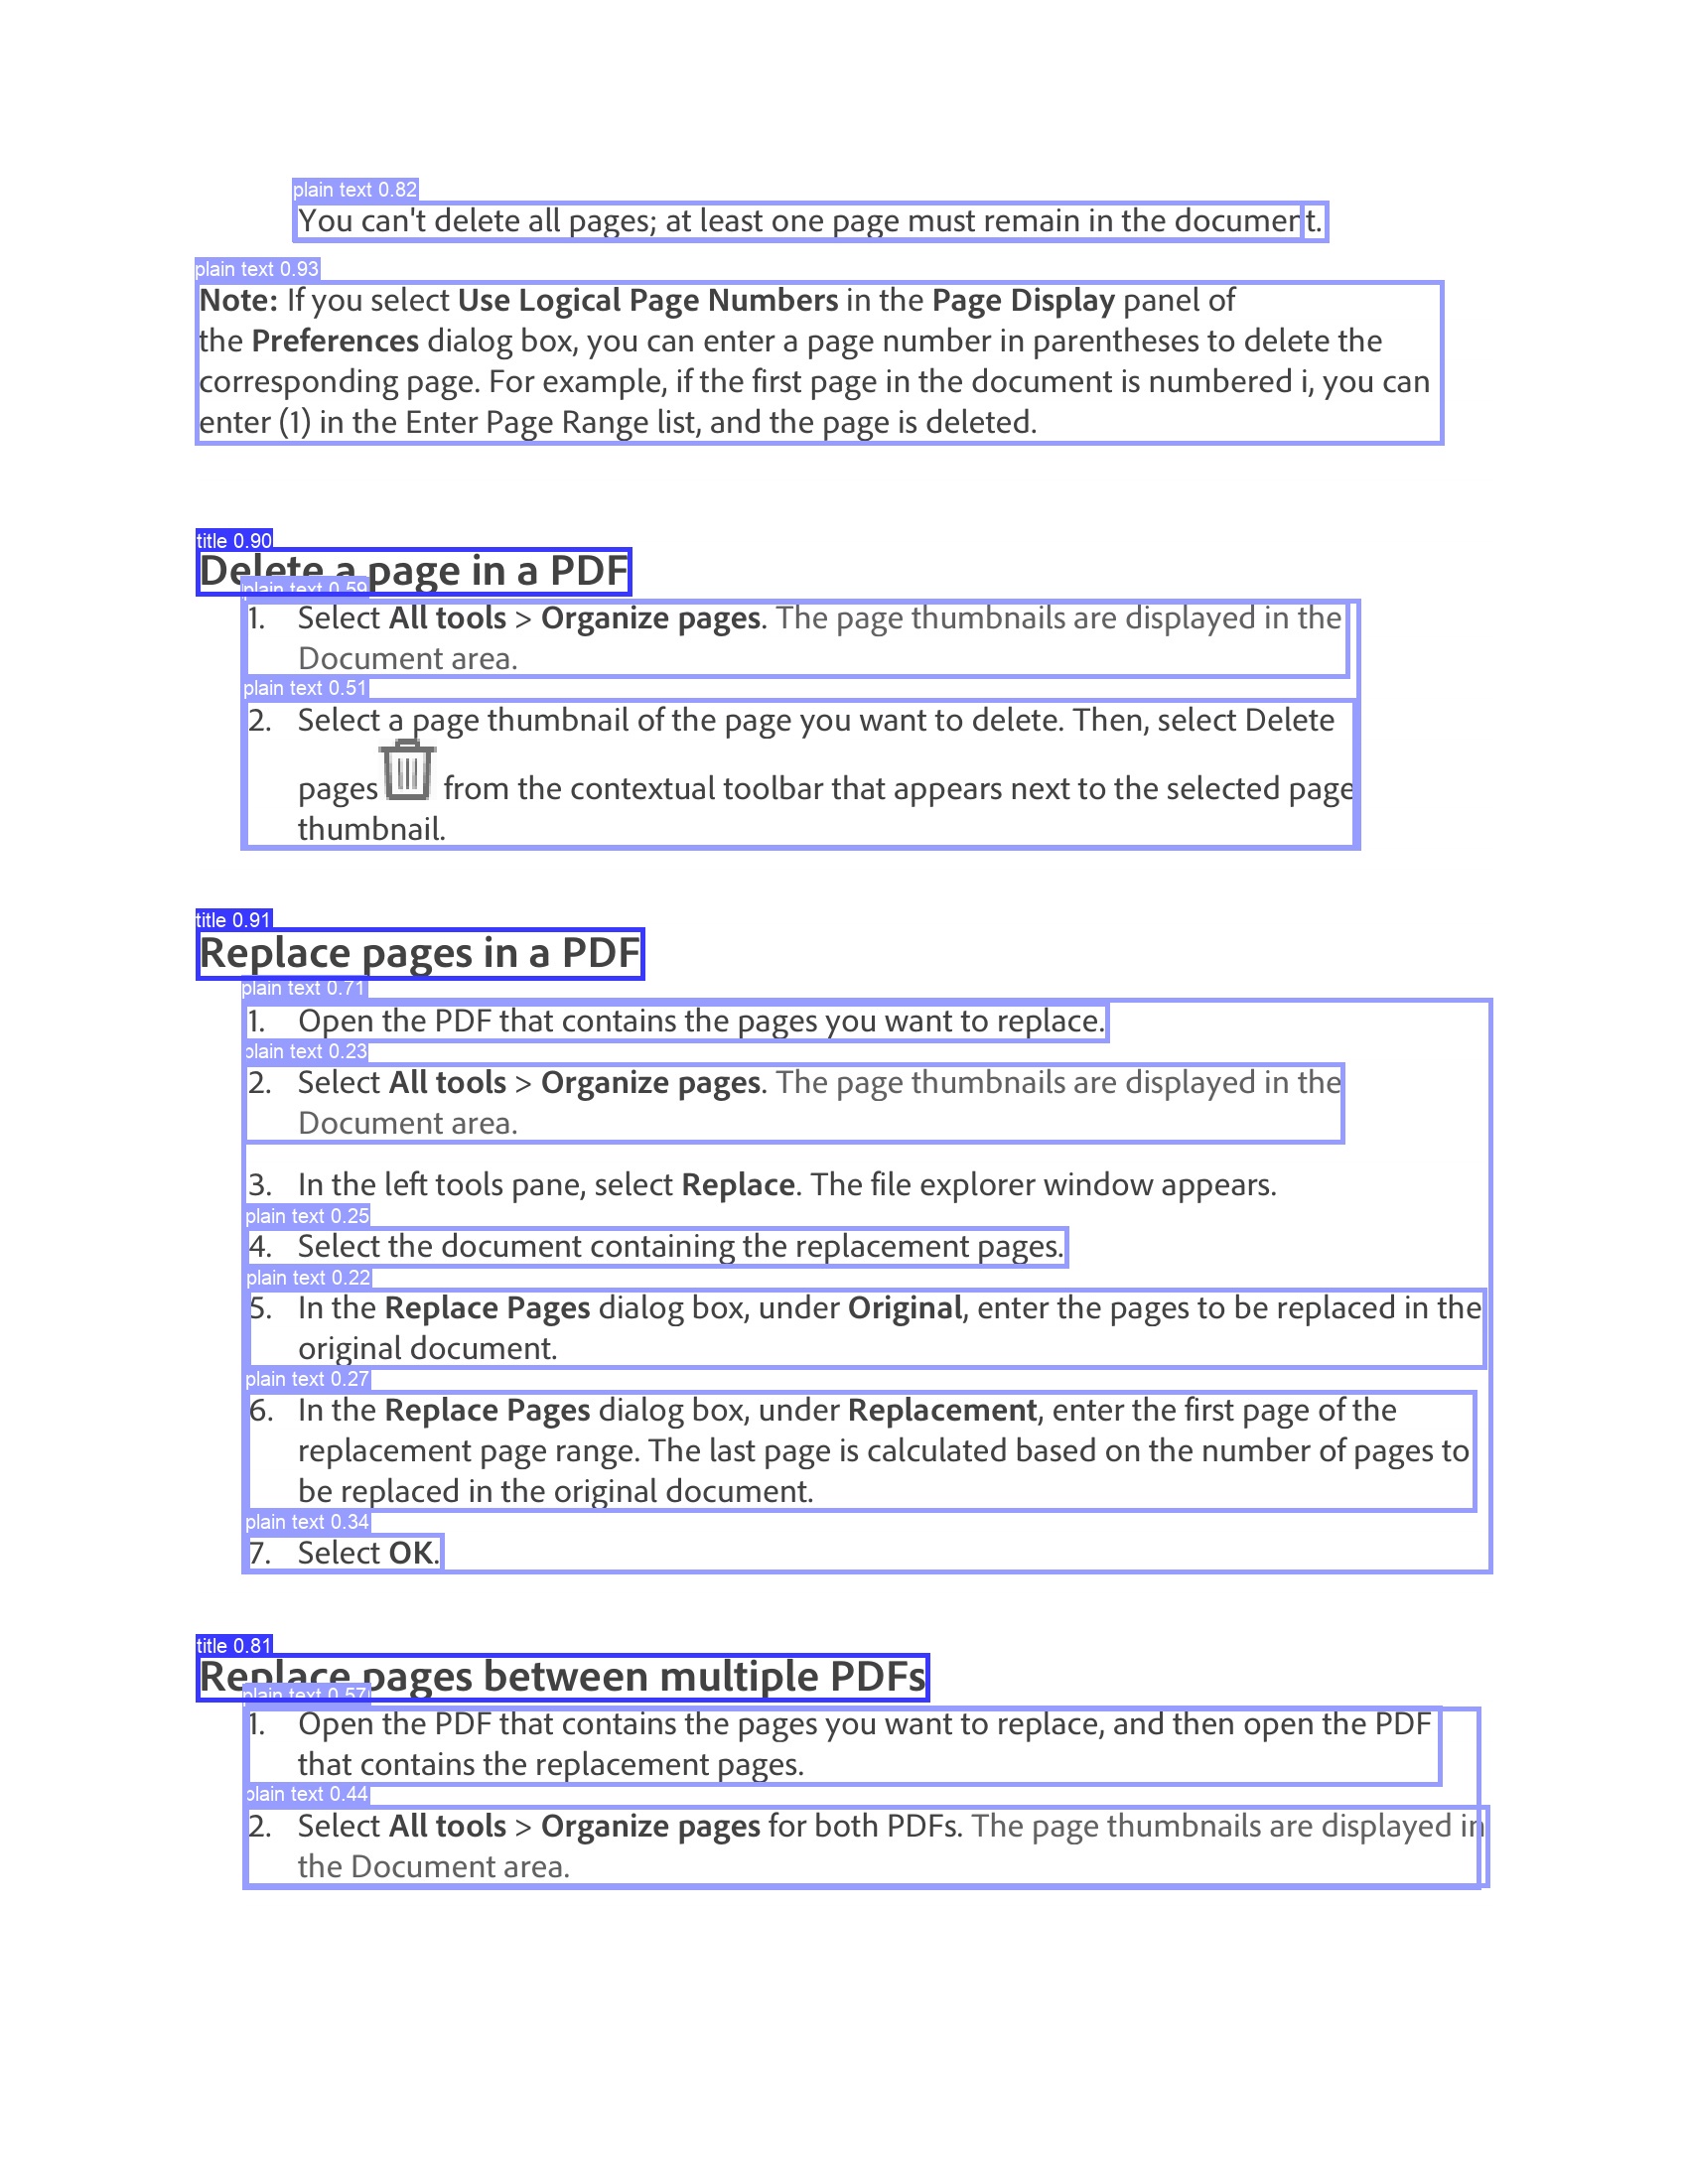 plain text 0.82
You can't delete all pages; at least one page must remain in the document.
plain text 0.93
Note: If you select Use Logical Page Numbers in the Page Display panel of
the Preferences dialog box, you can enter a page number in parentheses to delete the
corresponding page. For example, if the first page in the document is numbered i, you can
enter (1) in the Enter Page Range list, and the page is deleted.
title 0.90
Delete a page in a PDF
plain text 0.59
1. Select All tools > Organize pages. The page thumbnails are displayed in the
Document area.
plain text 0.51
2. Select a page thumbnail of the page you want to delete. Then, select Delete
pages from the contextual toolbar that appears next to the selected page
thumbnail.
title 0.91
Replace pages in a PDF
plain text 0.71
1. Open the PDF that contains the pages you want to replace.
plain text 0.23
2. Select All tools > Organize pages. The page thumbnails are displayed in the
Document area.
3. In the left tools pane, select Replace. The file explorer window appears.
plain text 0.25
4. Select the document containing the replacement pages.
plain text 0.22
5. In the Replace Pages dialog box, under Original, enter the pages to be replaced in the
original document.
plain text 0.27
6. In the Replace Pages dialog box, under Replacement, enter the first page of the
replacement page range. The last page is calculated based on the number of pages to
be replaced in the original document.
plain text 0.34
7. Select OK.
title 0.81
Replace pages between multiple PDFs
plain text 0.57
1. Open the PDF that contains the pages you want to replace, and then open the PDF
that contains the replacement pages.
plain text 0.44
2. Select All tools > Organize pages for both PDFs. The page thumbnails are displayed in
the Document area.